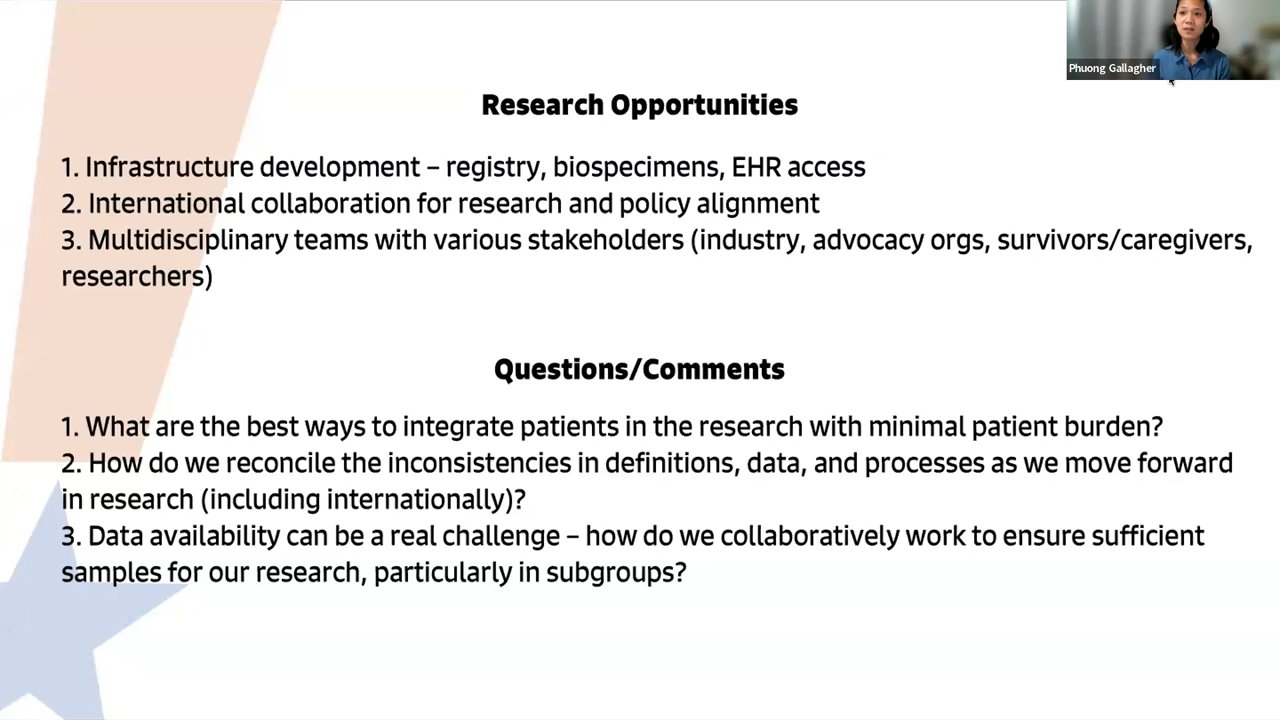 Phuong Gallagher
Research Opportunities
1. Infrastructure development – registry, biospecimens, EHR access
2. International collaboration for research and policy alignment
3. Multidisciplinary teams with various stakeholders (industry, advocacy orgs, survivors/caregivers,
researchers)
Questions/Comments
1. What are the best ways to integrate patients in the research with minimal patient burden?
2. How do we reconcile the inconsistencies in definitions, data, and processes as we move forward
in research (including internationally)?
3. Data availability can be a real challenge – how do we collaboratively work to ensure sufficient
samples for our research, particularly in subgroups?